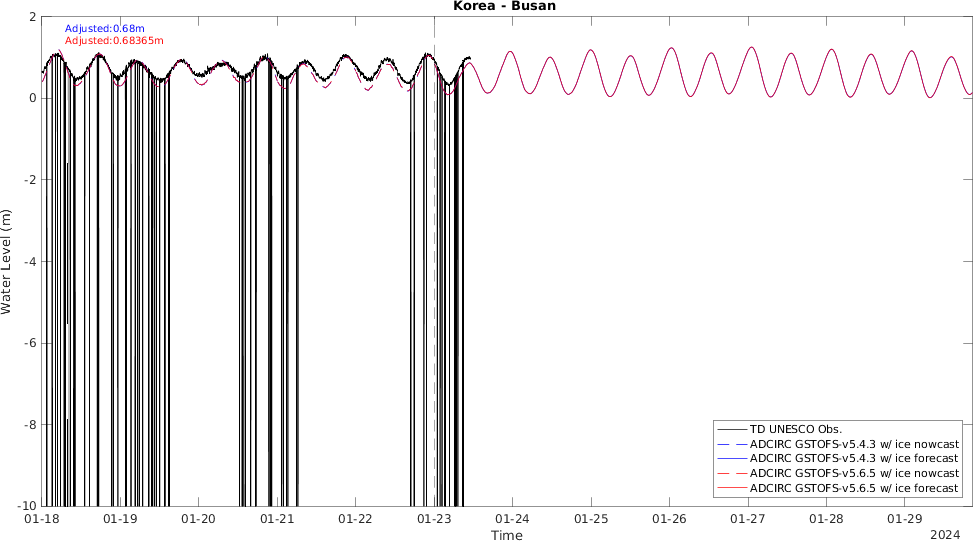 Korea - Busan
Adjusted:0.68m
Adjusted:0.68365m
2
0
-2
-4
-6
-8
-10
Water Level (m)
01-18 01-19 01-20 01-21 01-22 01-23 01-24 01-25 01-26 01-27 01-28 01-29
Time
2024
TD UNESCO Obs.
ADCIRC GSTOFS-v5.4.3 w/ ice nowcast
ADCIRC GSTOFS-v5.4.3 w/ ice forecast
ADCIRC GSTOFS-v5.6.5 w/ ice nowcast
ADCIRC GSTOFS-v5.6.5 w/ ice forecast